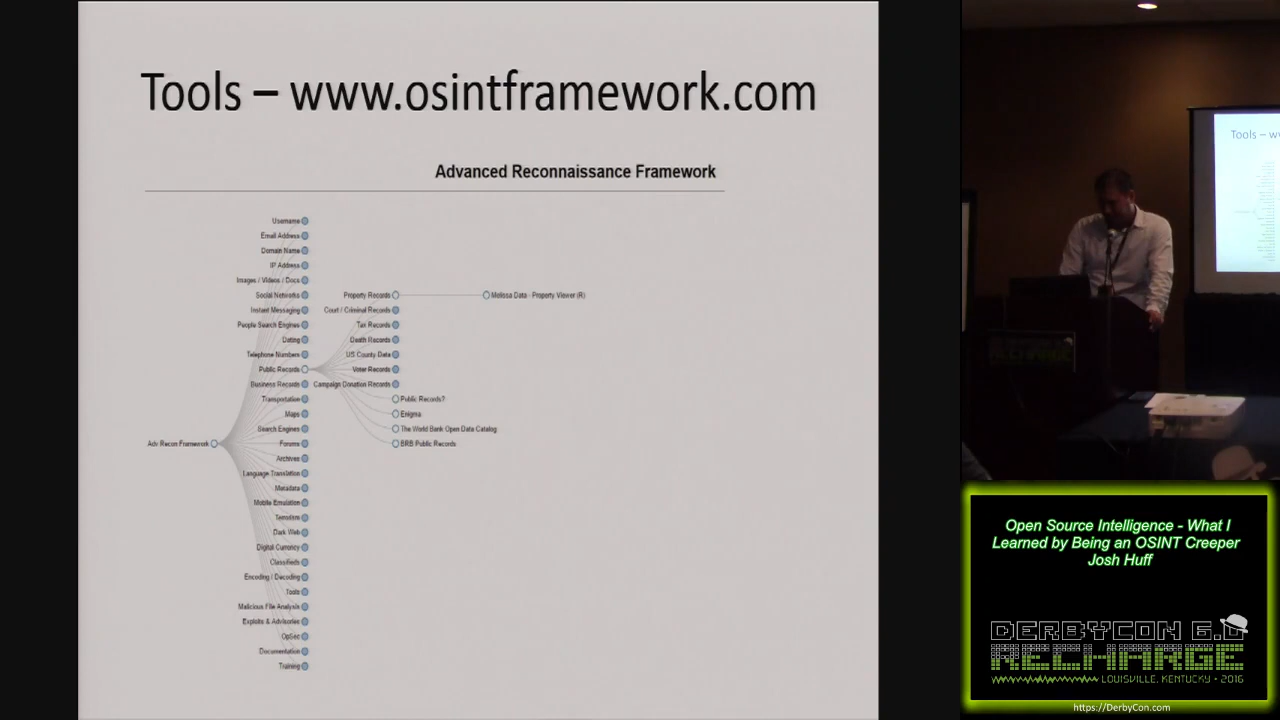 Tools – www.osintframework.com
Advanced Reconnaissance Framework
Username
Email Address
Domain Name
IP Address
Images / Videos / Docs
Social Networks
Property Records
Melissa Data - Property Viewer (R)
Instant Messaging
Court / Criminal Records
People Search Engines
Tax Records
Dating
Death Records
Telephone Numbers
US County Data
Public Records
Voter Records
Business Records
Campaign Donation Records
Transportation
Public Records?
Maps
Enigma
Search Engines
The World Bank Open Data Catalog
Adv Recon Framework
Forums
BRB Public Records
Archives
Language Translation
Metadata
Mobile Emulation
Terrorism
Dark Web
Digital Currency
Classifieds
Encoding / Decoding
Tools
Malicious File Analysis
Exploits & Advisories
OpSec
Documentation
Training
Tools – w
Open Source Intelligence - What I
Learned by Being an OSINT Creeper
Josh Huff
DERBYCON 6.0
RECHARGE
LOUISVILLE, KENTUCKY • 2016
https://DerbyCon.com